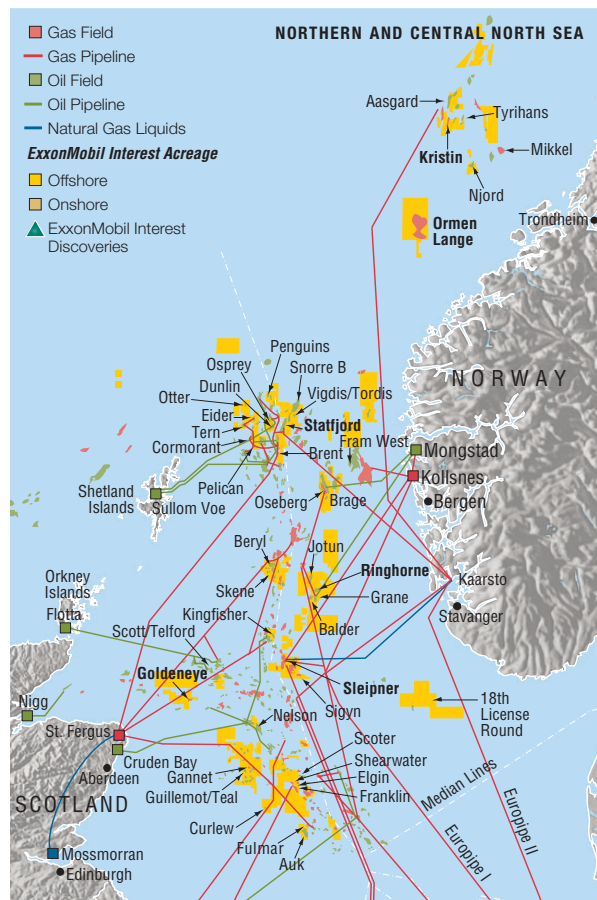 NORTHERN AND CENTRAL NORTH SEA
Gas Field
Gas Pipeline
Oil Field
Oil Pipeline
Natural Gas Liquids
ExxonMobil Interest Acreage
Offshore
Onshore
ExxonMobil Interest
Discoveries
Aasgard
Tyrihans
Kristin
Mikkel
Njord
Ormen
Lange
Trondheim
NORWAY
Penguins
Osprey
Snorre B
Dunlin
Vigdis/Tordis
Otter
Eider
Statfjord
Tern
Fram West
Cormorant
Brent
Mongstad
Pelican
Kollsnes
Shetland
Islands
Sullom Voe
Oseberg
Brage
Bergen
Beryl
Jotun
Ringhorne
Skene
Grane
Kaarsto
Orkney
Islands
Flotta
Kingfisher
Balder
Stavanger
Scott/Telford
Goldeneye
Sleipner
Sigyn
18th
License
Round
Nigg
Nelson
St. Fergus
Scoter
Cruden Bay
Shearwater
Aberdeen
Gannet
Elgin
Guillemot/Teal
Franklin
Median Lines
SCOTLAND
Curlew
Fulmar
Auk
Europipe I
Europipe II
Mossmorran
Edinburgh